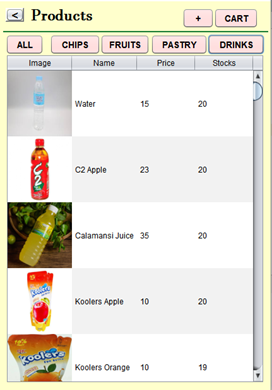 < Products + CART
ALL CHIPS FRUITS PASTRY DRINKS
Image Name Price Stocks
Water 15 20
C2 Apple 23 20
Calamansi Juice 35 20
Koolers Apple 10 20
Koolers
Koolers Orange 10 19